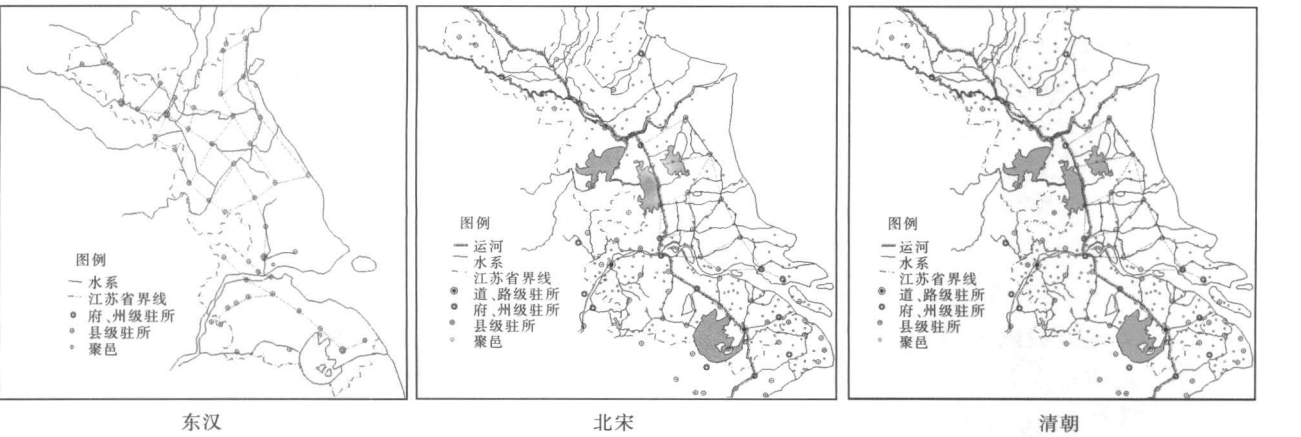 图例
水系
江苏省界线
府、州级驻所
县级驻所
聚邑
东汉
图例
运河
水系
江苏省界线
道、路级驻所
府、州级驻所
县级驻所
聚邑
北宋
图例
运河
水系
江苏省界线
道、路级驻所
府、州级驻所
县级驻所
聚邑
清朝